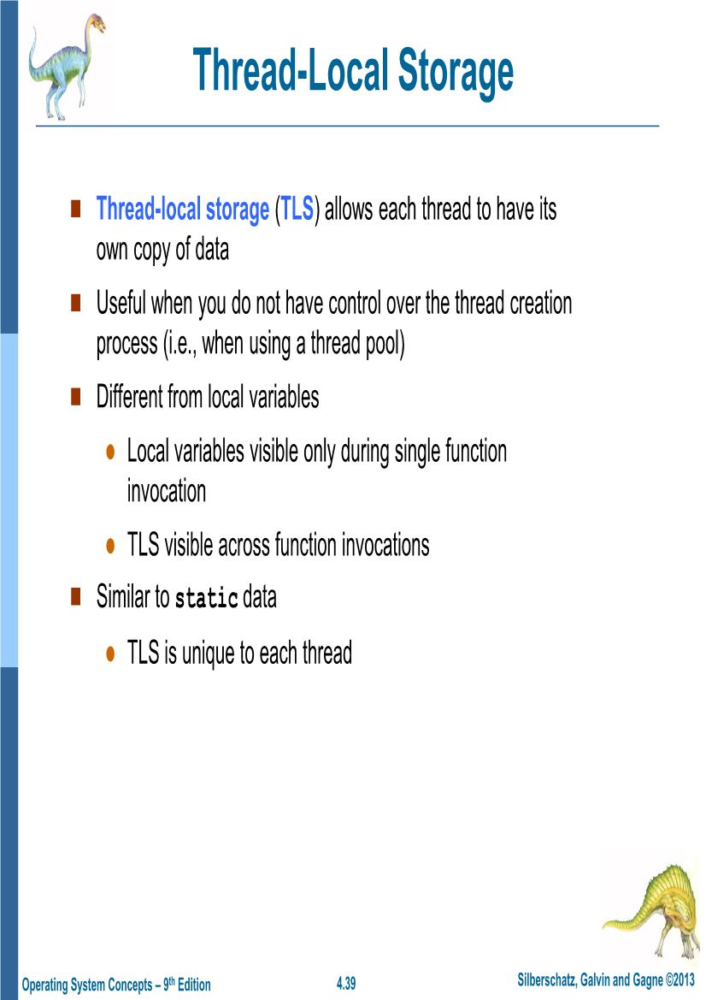 Thread-Local Storage
Thread-local storage (TLS) allows each thread to have its
own copy of data
Useful when you do not have control over the thread creation
process (i.e., when using a thread pool)
Different from local variables
Local variables visible only during single function
invocation
TLS visible across function invocations
Similar to static data
TLS is unique to each thread
Operating System Concepts – 9th Edition
4.39
Silberschatz, Galvin and Gagne ©2013